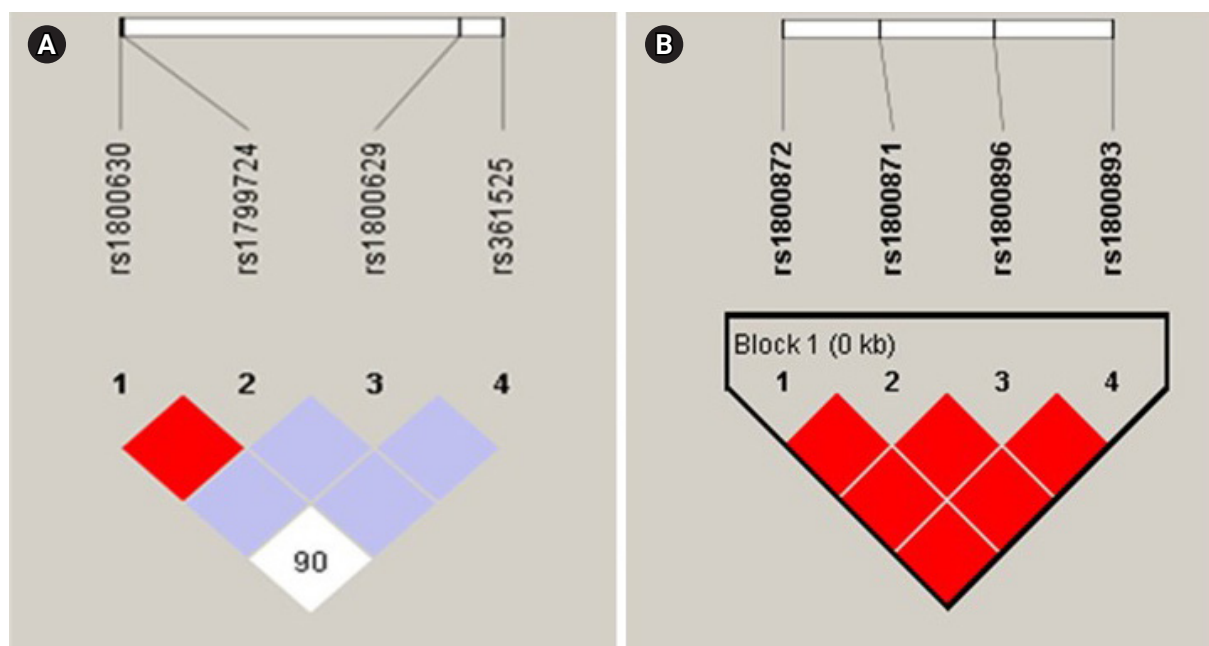 A
rs1800630
rs1799724
rs1800629
rs361525
1 2 3 4
90
B
rs1800872
rs1800871
rs1800896
rs1800893
Block 1 (0 kb)
1 2 3 4